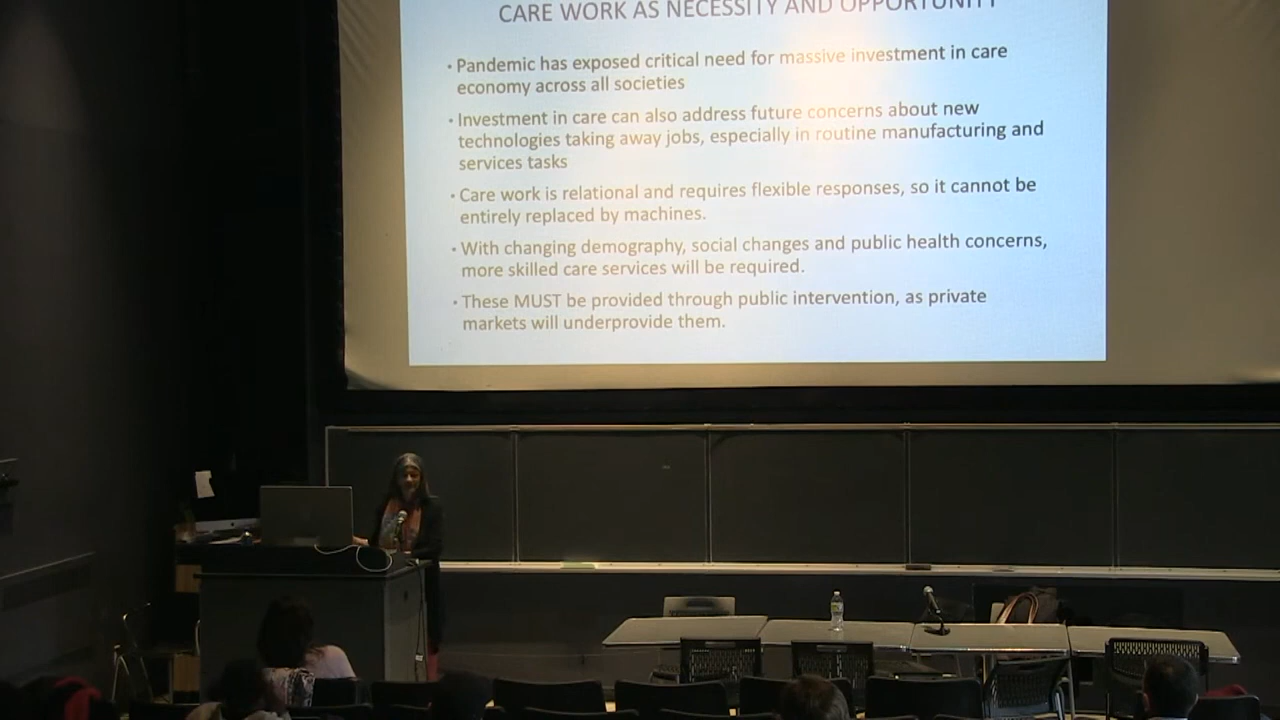 CARE WORK AS NECESSITY AND OPPORTUNITY
• Pandemic has exposed critical need for massive investment in care
economy across all societies
• Investment in care can also address future concerns about new
technologies taking away jobs, especially in routine manufacturing and
services tasks
• Care work is relational and requires flexible responses, so it cannot be
entirely replaced by machines.
• With changing demography, social changes and public health concerns,
more skilled care services will be required.
• These MUST be provided through public intervention, as private
markets will underprovide them.